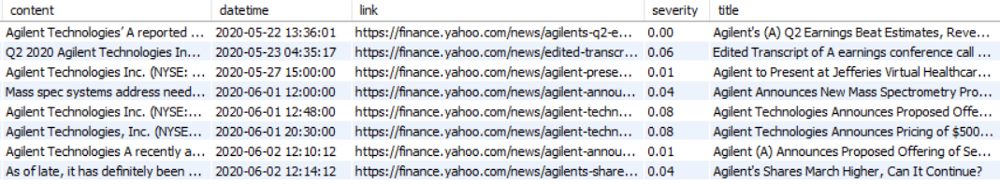 content datetime link severity title
Agilent Technologies’ A reported ... 2020-05-22 13:36:01 https://finance.yahoo.com/news/agilents-q2-e... 0.00 Agilent's (A) Q2 Earnings Beat Estimates, Reve...
Q2 2020 Agilent Technologies In... 2020-05-23 04:35:17 https://finance.yahoo.com/news/edited-transcr... 0.06 Edited Transcript of A earnings conference call ...
Agilent Technologies Inc. (NYSE: ... 2020-05-27 15:00:00 https://finance.yahoo.com/news/agilent-prese... 0.01 Agilent to Present at Jefferies Virtual Healthcar...
Mass spec systems address need... 2020-06-01 12:00:00 https://finance.yahoo.com/news/agilent-annou... 0.04 Agilent Announces New Mass Spectrometry Pro...
Agilent Technologies Inc. (NYSE:... 2020-06-01 12:48:00 https://finance.yahoo.com/news/agilent-techn... 0.08 Agilent Technologies Announces Proposed Offe...
Agilent Technologies, Inc. (NYSE... 2020-06-01 20:30:00 https://finance.yahoo.com/news/agilent-techn... 0.08 Agilent Technologies Announces Pricing of $500...
Agilent Technologies A recently a... 2020-06-02 12:10:12 https://finance.yahoo.com/news/agilent-annou... 0.01 Agilent (A) Announces Proposed Offering of Se...
As of late, it has definitely been ... 2020-06-02 12:14:12 https://finance.yahoo.com/news/agilents-share... 0.04 Agilent's Shares March Higher, Can It Continue?